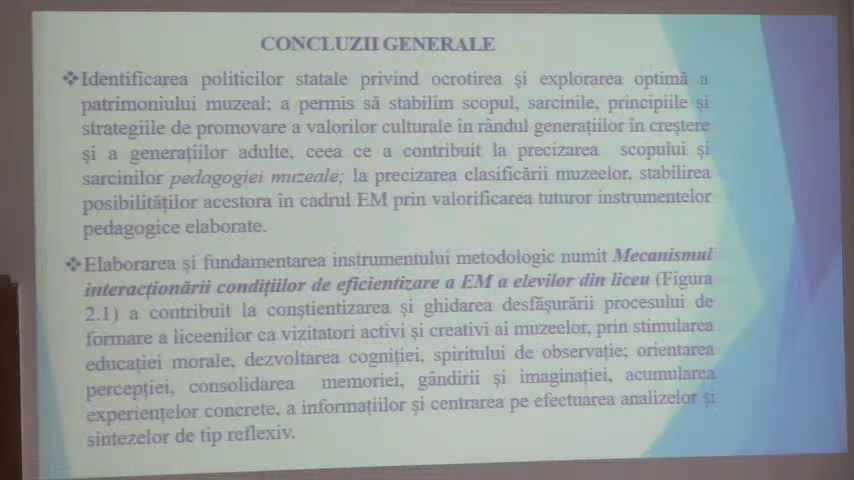 CONCLUZII GENERALE
❖Identificarea politicilor statale privind ocrotirea și explorarea optimă a
patrimoniului muzeal; a permis să stabilim scopul, sarcinile, principiile și
strategiile de promovare a valorilor culturale în rândul generațiilor în creștere
și a generațiilor adulte, ceea ce a contribuit la precizarea scopului și
sarcinilor pedagogiei muzeale; la precizarea clasificării muzeelor, stabilirea
posibilităților acestora în cadrul EM prin valorificarea tuturor instrumentelor
pedagogice elaborate.
❖Elaborarea și fundamentarea instrumentului metodologic numit Mecanismul
interacționării condițiilor de eficientizare a EM a elevilor din liceu (Figura
2.1) a contribuit la conștientizarea și ghidarea desfășurării procesului de
formare a liceenilor ca vizitatori activi și creativi ai muzeelor, prin stimularea
educației morale, dezvoltarea cogniției, spiritului de observație; orientarea
percepției, consolidarea memoriei, gândirii și imaginației, acumularea
experiențelor concrete, a informațiilor și centrarea pe efectuarea analizelor și
sintezelor de tip reflexiv.